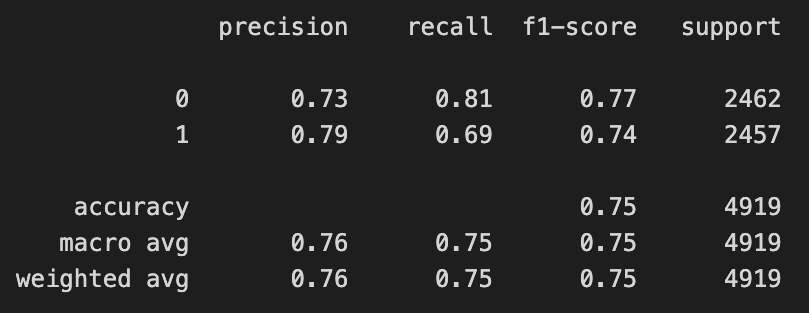 precision recall f1-score support
0 0.73 0.81 0.77 2462
1 0.79 0.69 0.74 2457
accuracy 0.75 4919
macro avg 0.76 0.75 0.75 4919
weighted avg 0.76 0.75 0.75 4919